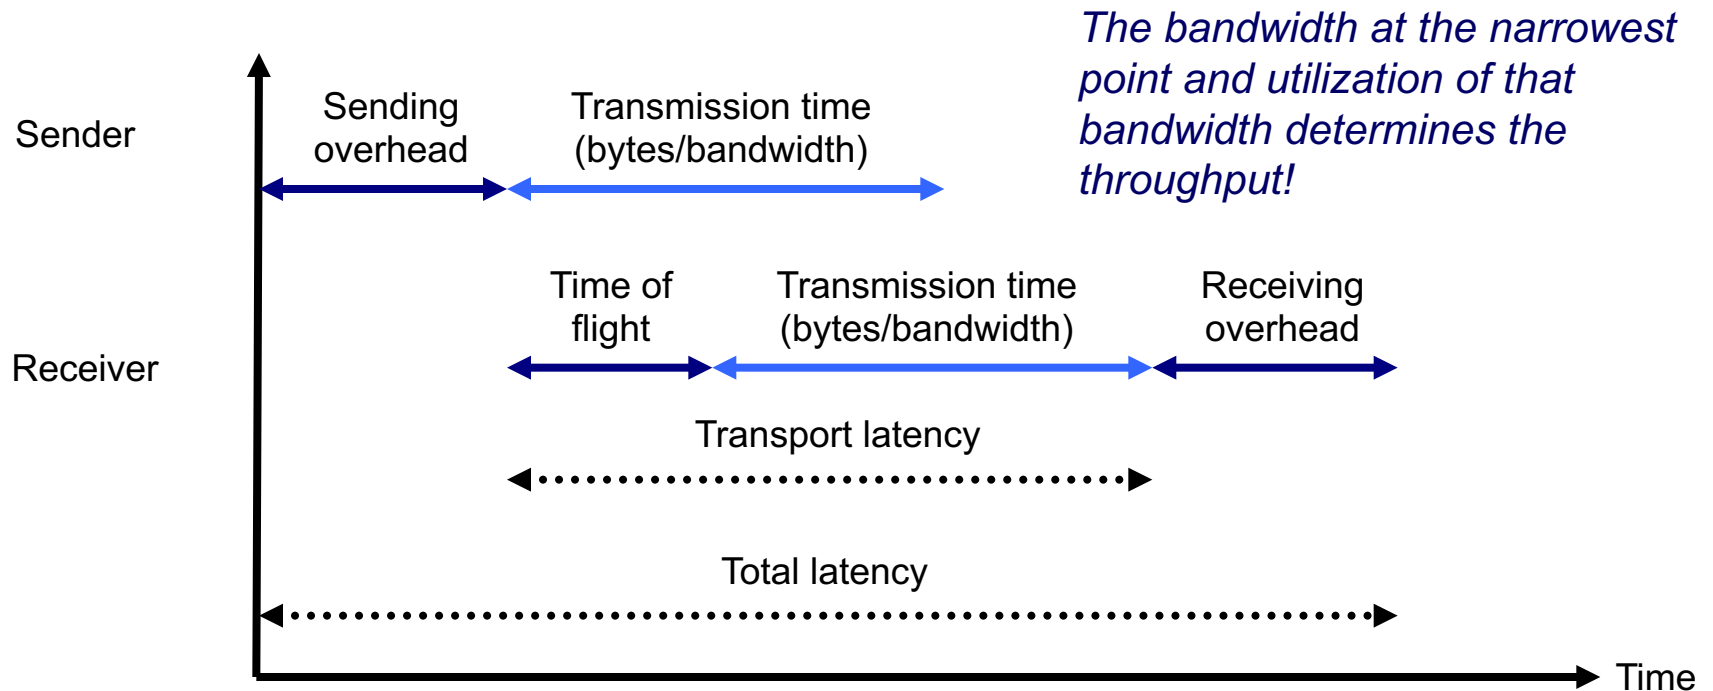 The bandwidth at the narrowest
point and utilization of that
bandwidth determines the
throughput!
Sender
Sending
overhead
Transmission time
(bytes/bandwidth)
Receiver
Time of
flight
Transmission time
(bytes/bandwidth)
Receiving
overhead
Transport latency
Total latency
Time